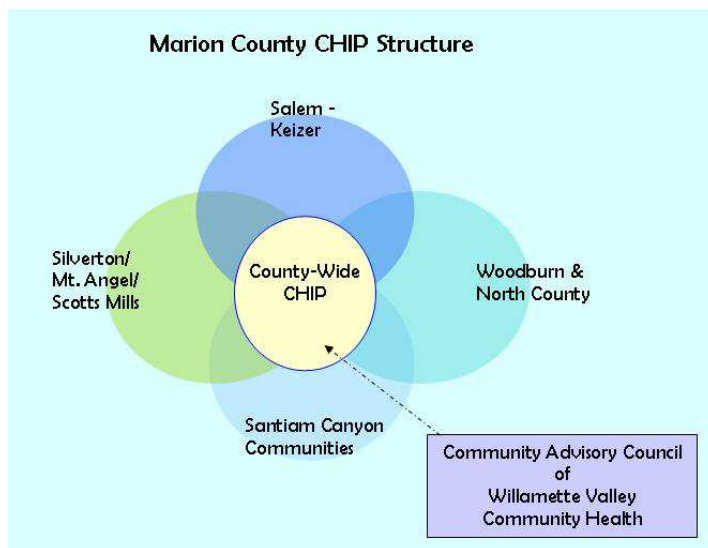 Marion County CHIP Structure
Salem -
Keizer
Silverton/
Mt. Angel/
Scotts Mills
County-Wide
CHIP
Woodburn &
North County
Santiam Canyon
Communities
Community Advisory Council
of
Willamette Valley
Community Health